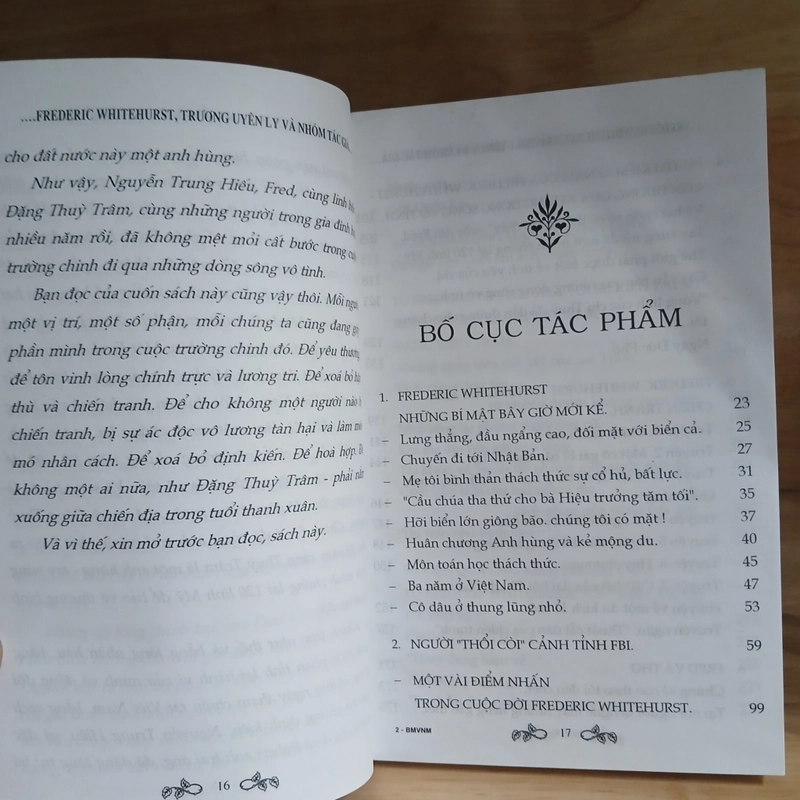 ....FREDERIC WHITEHURST, TRƯƠNG UYÊN LY VÀ NHÓM TÁC GIẢ
cho đất nước này một anh hùng.
Như vậy, Nguyễn Trung Hiếu, Fred, cùng linh
Đặng Thuỳ Trâm, cùng những người trong gia đình
nhiều năm rồi, đã không mệt mỏi cất bước trong
trường chinh đi qua những dòng sông vô tình.
Bạn đọc của cuốn sách này cũng vậy thôi. Mỗi
một vị trí, một số phận, mỗi chúng ta cũng đang
phần mình trong cuộc trường chinh đó. Để yêu thương
để tôn vinh lòng chính trực và lương tri. Để xoá bỏ
thù và chiến tranh. Để cho không một người nào
chiến tranh, bị sự ác độc vô lương tàn hại và làm
mó nhân cách. Để xoá bỏ định kiến. Để hoà hợp.
không một ai nữa, như Đặng Thuỳ Trâm - phải
xuống giữa chiến địa trong tuổi thanh xuân.
Và vì thế, xin mở trước bạn đọc, sách này.
16
BỐ CỤC TÁC PHẨM
1. FREDERIC WHITEHURST
NHỮNG BÍ MẬT BÂY GIỜ MỚI KỂ. 23
– Lưng thẳng, đầu ngẩng cao, đối mặt với biển cả. 25
– Chuyến đi tới Nhật Bản. 27
– Mẹ tôi bình thản thách thức sự cổ hủ, bất lực. 31
– "Cầu chúa tha thứ cho bà Hiệu trưởng tăm tối". 35
– Hỡi biển lớn giông bão. chúng tôi có mặt ! 37
– Huân chương Anh hùng và kẻ mộng du. 40
– Môn toán học thách thức. 45
– Ba năm ở Việt Nam. 47
– Cô dâu ở thung lũng nhỏ. 53
2. NGƯỜI "THỔI CÒI" CẢNH TỈNH FBI. 59
– MỘT VÀI ĐIỂM NHẤN
TRONG CUỘC ĐỜI FREDERIC WHITEHURST. 99
2 - BMVNM
17